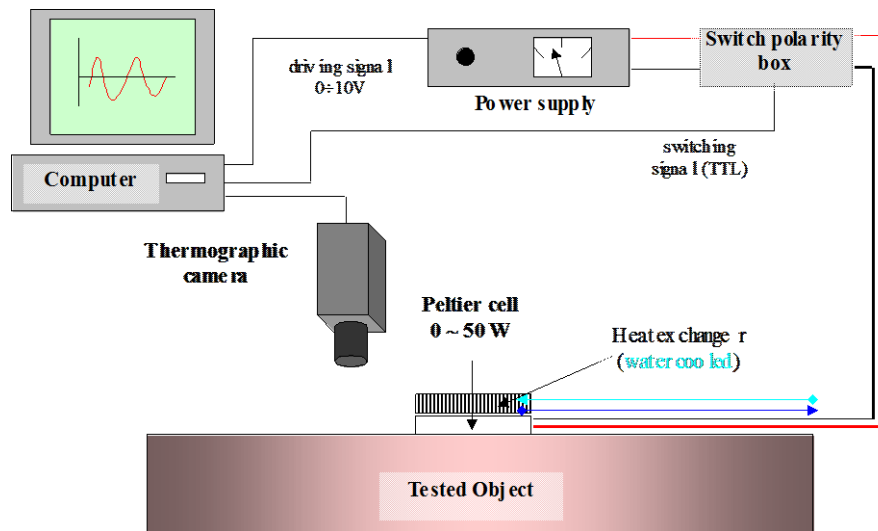 driving signal
0÷10V
Power supply
Switch polarity
box
switching
signal (TTL)
Computer
Thermographic
camera
Peltier cell
0 ~ 50 W
Heat exchanger
(water cooled)
Tested Object